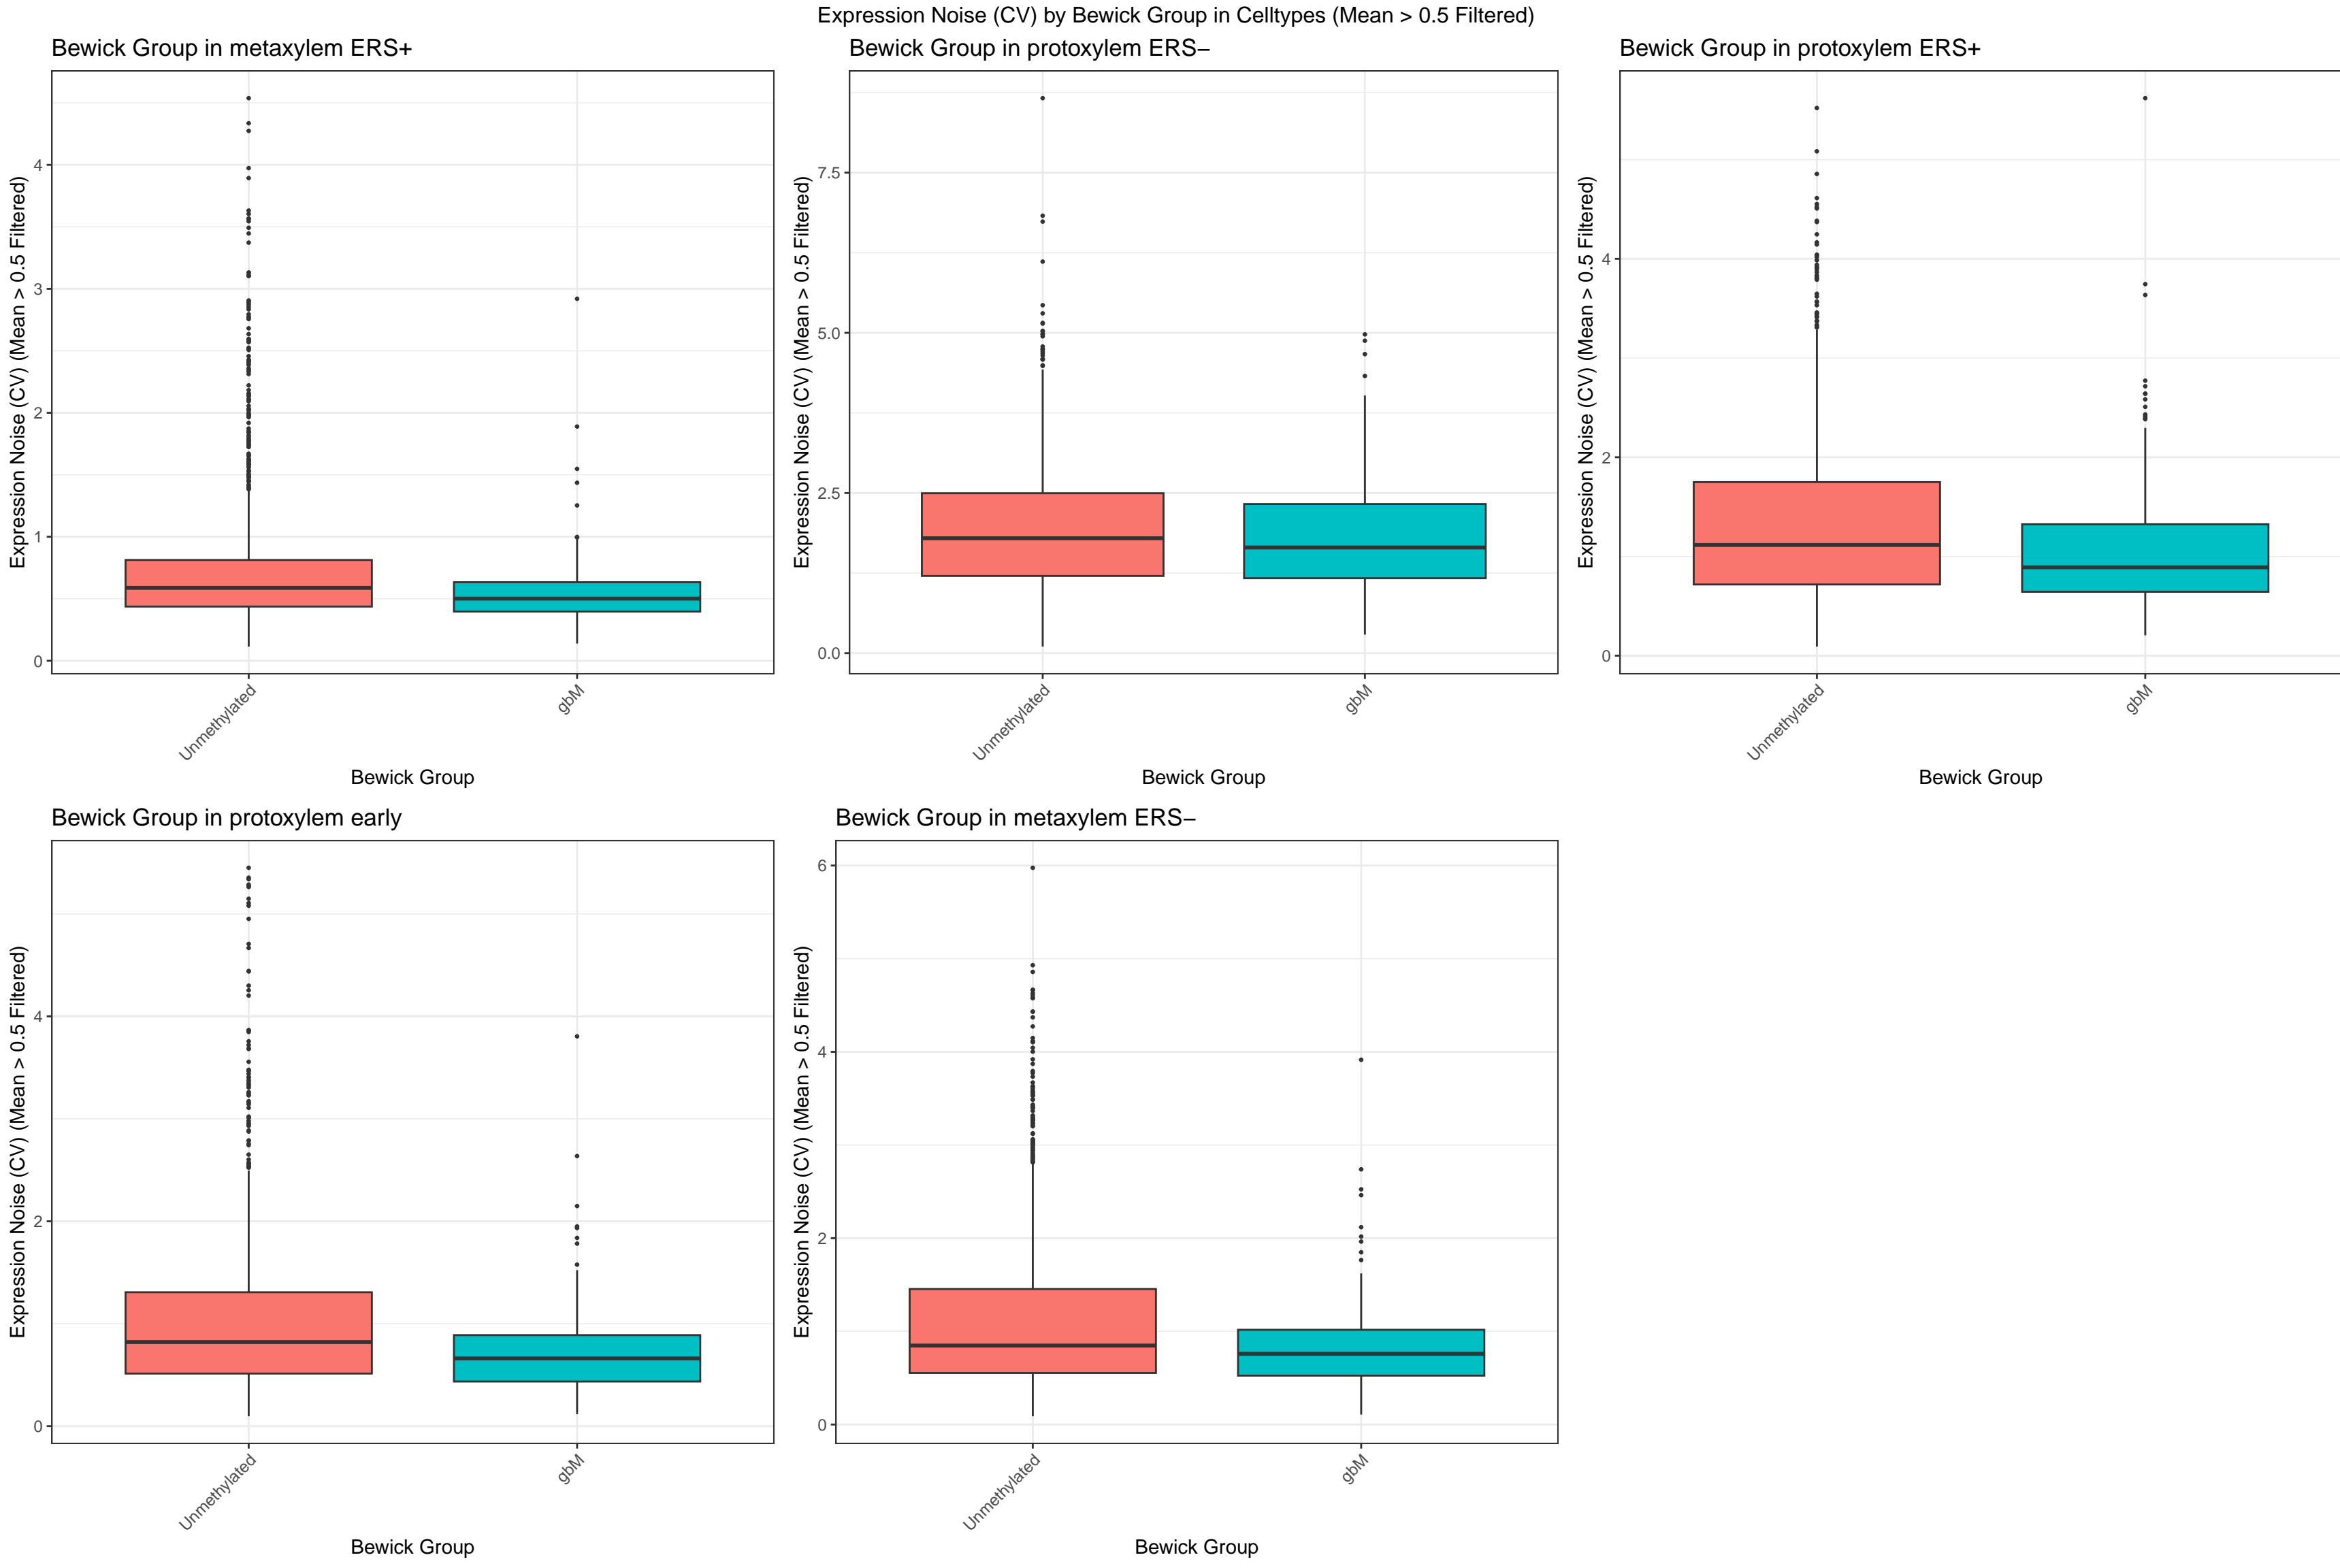 Expression Noise (CV) by Bewick Group in Celltypes (Mean > 0.5 Filtered)
Bewick Group in metaxylem ERS+
Expression Noise (CV) (Mean > 0.5 Filtered)
4
3
2
1
0
Unmethylated
gbM
Bewick Group
Bewick Group in protoxylem ERS−
Expression Noise (CV) (Mean > 0.5 Filtered)
7.5
5.0
2.5
0.0
Unmethylated
gbM
Bewick Group
Bewick Group in protoxylem ERS+
Expression Noise (CV) (Mean > 0.5 Filtered)
4
2
0
Unmethylated
gbM
Bewick Group
Bewick Group in protoxylem early
Expression Noise (CV) (Mean > 0.5 Filtered)
4
2
0
Unmethylated
gbM
Bewick Group
Bewick Group in metaxylem ERS−
Expression Noise (CV) (Mean > 0.5 Filtered)
6
4
2
0
Unmethylated
gbM
Bewick Group